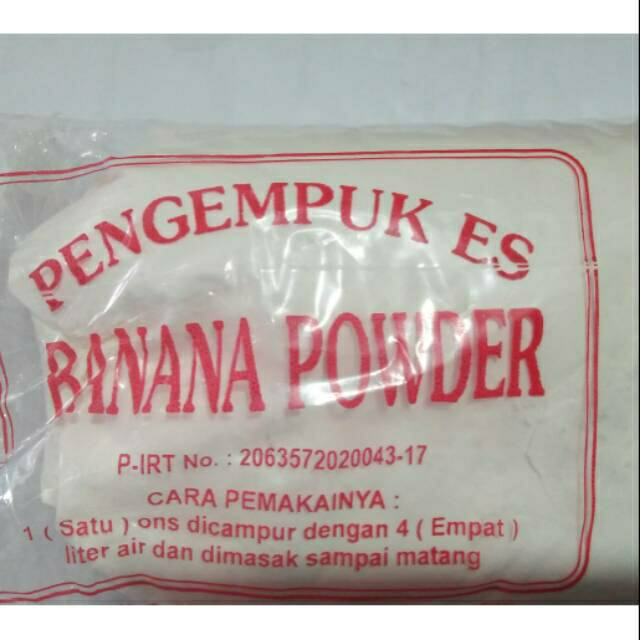 PENGEMPUK ES
BANANA POWDER
P-IRT No. : 2063572020043-17
CARA PEMAKAINYA :
1 ( Satu ) ons dicampur dengan 4 ( Empat )
liter air dan dimasak sampai matang